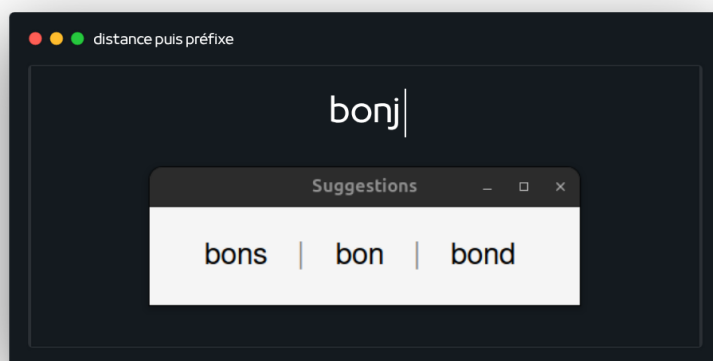 distance puis préfixe
bonj
Suggestions
bons | bon | bond